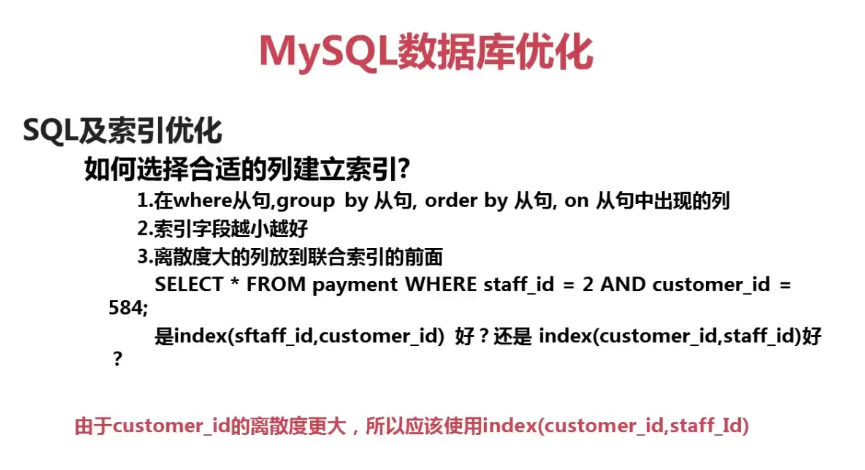 MySQL数据库优化
SQL及索引优化
如何选择合适的列建立索引?
1.在where从句,group by 从句, order by 从句, on 从句中出现的列
2.索引字段越小越好
3.离散度大的列放到联合索引的前面
SELECT * FROM payment WHERE staff_id = 2 AND customer_id =
584;
是index(sftaff_id,customer_id) 好？还是 index(customer_id,staff_id)好
？
由于customer_id的离散度更大，所以应该使用index(customer_id,staff_Id)